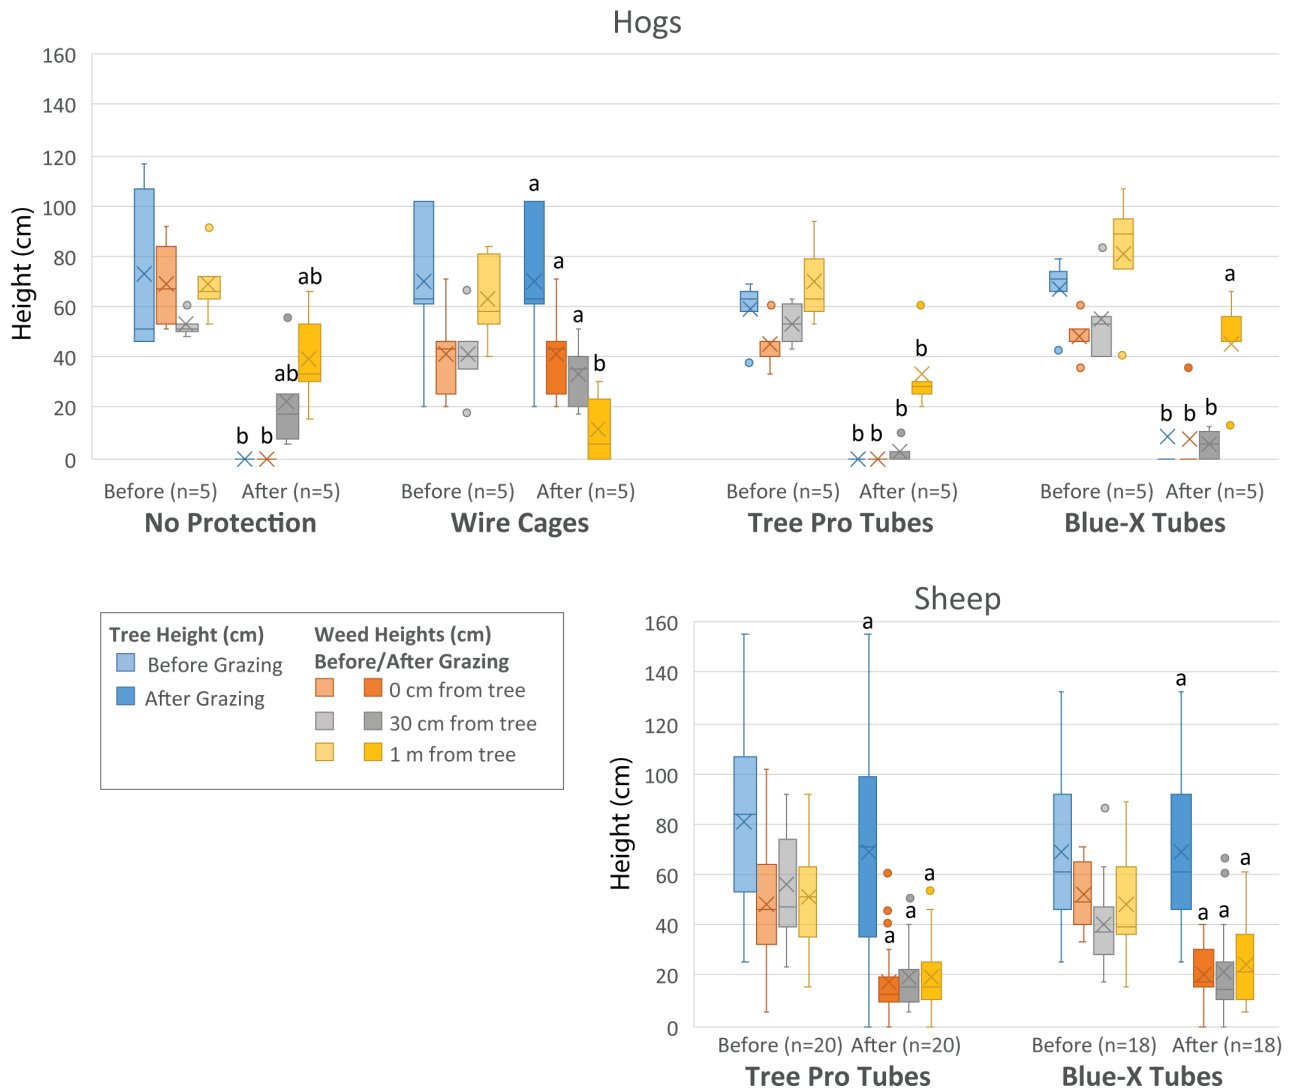 Hogs
Height (cm)
160
140
120
100
80
60
40
20
0
b b ab ab
a a a b
b b b b
b b b a
Before (n=5) After (n=5) Before (n=5) After (n=5) Before (n=5) After (n=5) Before (n=5) After (n=5)
No Protection Wire Cages Tree Pro Tubes Blue-X Tubes
Tree Height (cm)
Before Grazing
After Grazing
Weed Heights (cm)
Before/After Grazing
0 cm from tree
30 cm from tree
1 m from tree
Sheep
Height (cm)
160
140
120
100
80
60
40
20
0
a a a a
a a a a
Before (n=20) After (n=20) Before (n=18) After (n=18)
Tree Pro Tubes Blue-X Tubes